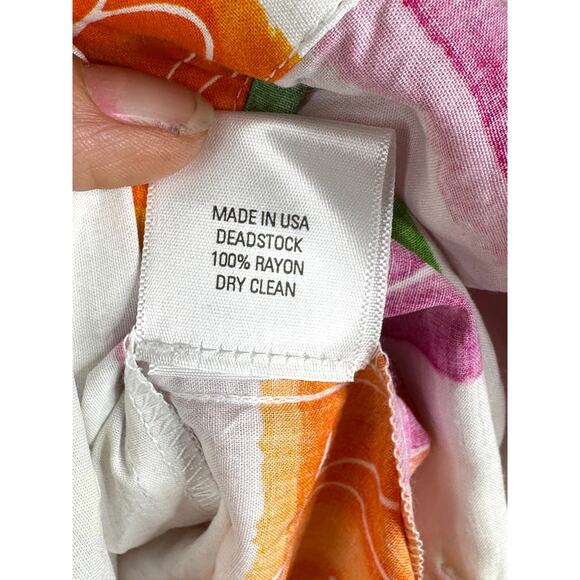 MADE IN USA
DEADSTOCK
100% RAYON
DRY CLEAN